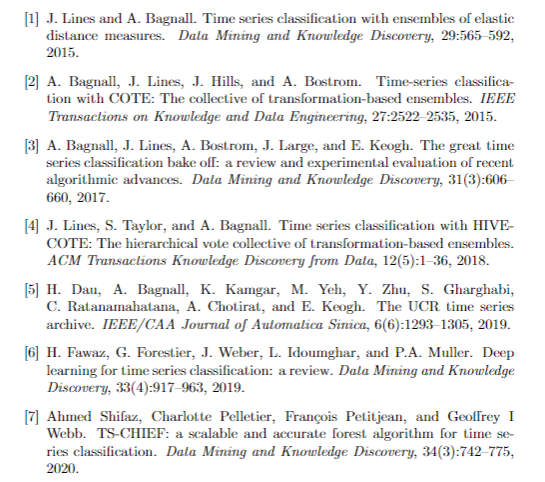 [1] J. Lines and A. Bagnall. Time series classification with ensembles of elastic
distance measures. Data Mining and Knowledge Discovery, 29:565–592,
2015.
[2] A. Bagnall, J. Lines, J. Hills, and A. Bostrom. Time-series classifica-
tion with COTE: The collective of transformation-based ensembles. IEEE
Transactions on Knowledge and Data Engineering, 27:2522–2535, 2015.
[3] A. Bagnall, J. Lines, A. Bostrom, J. Large, and E. Keogh. The great time
series classification bake off: a review and experimental evaluation of recent
algorithmic advances. Data Mining and Knowledge Discovery, 31(3):606–
660, 2017.
[4] J. Lines, S. Taylor, and A. Bagnall. Time series classification with HIVE-
COTE: The hierarchical vote collective of transformation-based ensembles.
ACM Transactions Knowledge Discovery from Data, 12(5):1–36, 2018.
[5] H. Dau, A. Bagnall, K. Kamgar, M. Yeh, Y. Zhu, S. Gharghabi,
C. Ratanamahatana, A. Chotirat, and E. Keogh. The UCR time series
archive. IEEE/CAA Journal of Automatica Sinica, 6(6):1293–1305, 2019.
[6] H. Fawaz, G. Forestier, J. Weber, L. Idoumghar, and P.A. Muller. Deep
learning for time series classification: a review. Data Mining and Knowledge
Discovery, 33(4):917–963, 2019.
[7] Ahmed Shifaz, Charlotte Pelletier, François Petitjean, and Geoffrey I
Webb. TS-CHIEF: a scalable and accurate forest algorithm for time se-
ries classification. Data Mining and Knowledge Discovery, 34(3):742–775,
2020.